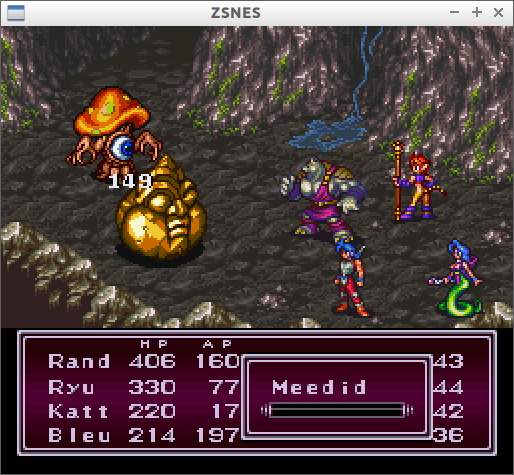 ZSNES
149
HP AP
Rand 406 160 43
Ryu 330 77 Meedid 44
Katt 220 17 42
Bleu 214 197 36